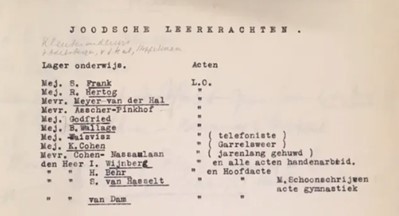 JOODSCHE LEERKRACHTEN.
Lager onderwijs. Acten
Mej. S. Frank L.O.
Mej. R. Hertog "
Mevr. Meyer-van der Hal "
Mevr. Asscher-Pinkhof "
Mej. Godfried "
Mej. B. Wallage " ( telefoniste )
Mej. Waisvisz " ( Garrelsweer )
Mej. K. Cohen " ( jarenlang gehuwd )
Mevr. Cohen- Nassaulaan " en alle acten handenarbeid,
den Heer I. Wijnberg " en Hoofdacte
" " H. Behr "
" " S. van Hasselt " " M.Schoonschrijven
acte gymnastiek
" " van Dam "